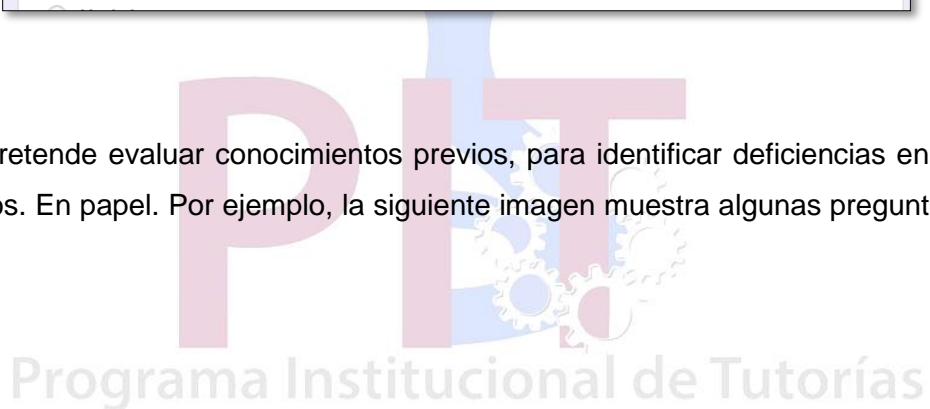 retende evaluar conocimientos previos, para identificar deficiencias en
os. En papel. Por ejemplo, la siguiente imagen muestra algunas pregunt
PIT
Programa Institucional de Tutorías